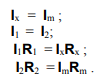 Iₓ = Iₘ ;
I₁ = I₂;
I₁R₁ = IₓRₓ ;
I₂R₂ = IₘRₘ .